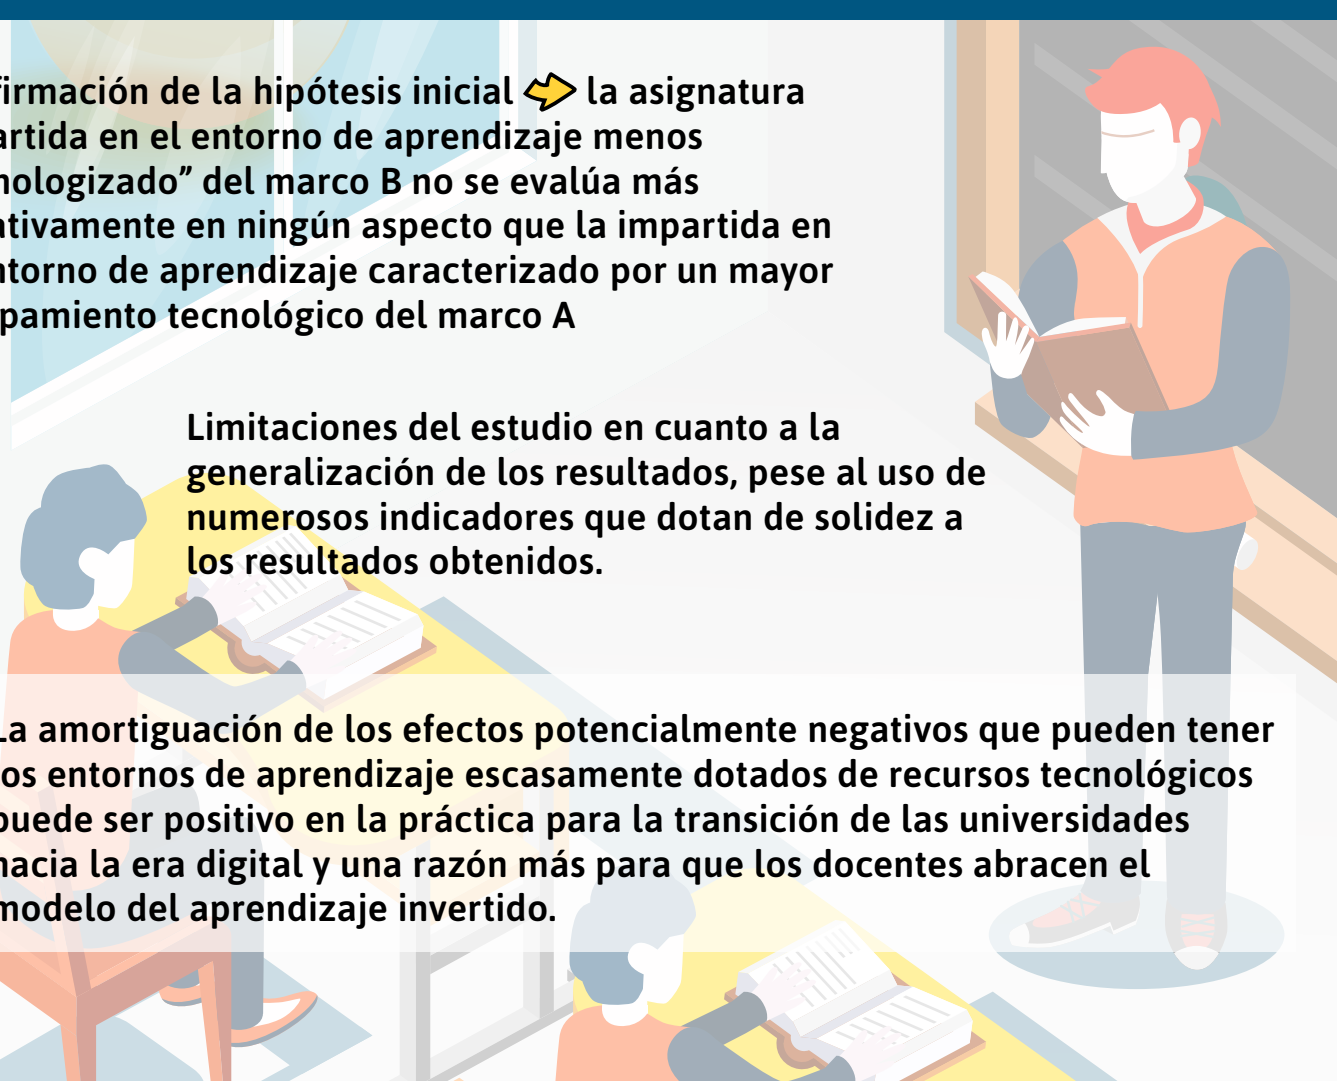 firmación de la hipótesis inicial la asignatura
artida en el entorno de aprendizaje menos
nologizado” del marco B no se evalúa más
ativamente en ningún aspecto que la impartida en
ntorno de aprendizaje caracterizado por un mayor
pamiento tecnológico del marco A
Limitaciones del estudio en cuanto a la
generalización de los resultados, pese al uso de
numerosos indicadores que dotan de solidez a
los resultados obtenidos.
La amortiguación de los efectos potencialmente negativos que pueden tener
los entornos de aprendizaje escasamente dotados de recursos tecnológicos
puede ser positivo en la práctica para la transición de las universidades
hacia la era digital y una razón más para que los docentes abracen el
modelo del aprendizaje invertido.